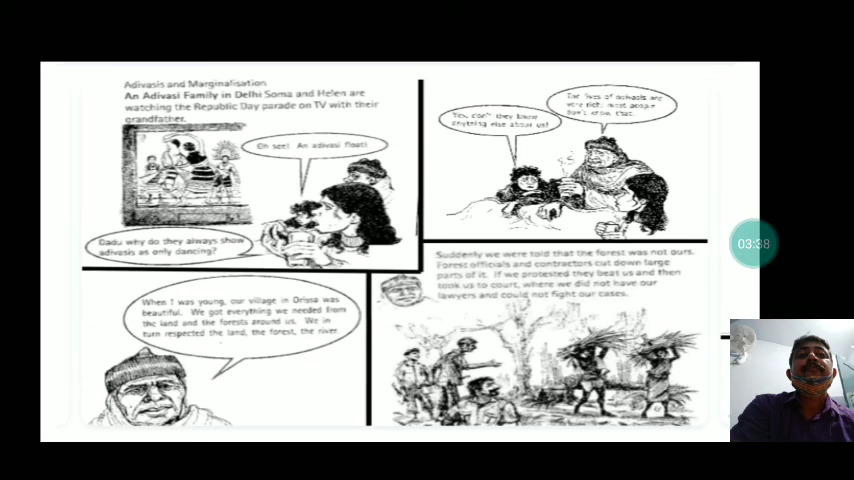 Adivasis and Marginalisation
An Adivasi Family in Delhi Soma and Helen are
watching the Republic Day parade on TV with their
grandfather.
Oh see! An adivasi float!
Dadu why do they always show
adivasis as only dancing?
Yes, don't they know
anything else about us!
The lives of adivasis are
very rich; most people
don't know that.
When I was young, our village in Orissa was
beautiful. We got everything we needed from
the land and the forests around us. We in
turn respected the land, the forest, the river.
Suddenly we were told that the forest was not ours.
Forest officials and contractors cut down large
parts of it. If we protested they beat us and then
took us to court, where we did not have our
lawyers and could not fight our cases.
03:38